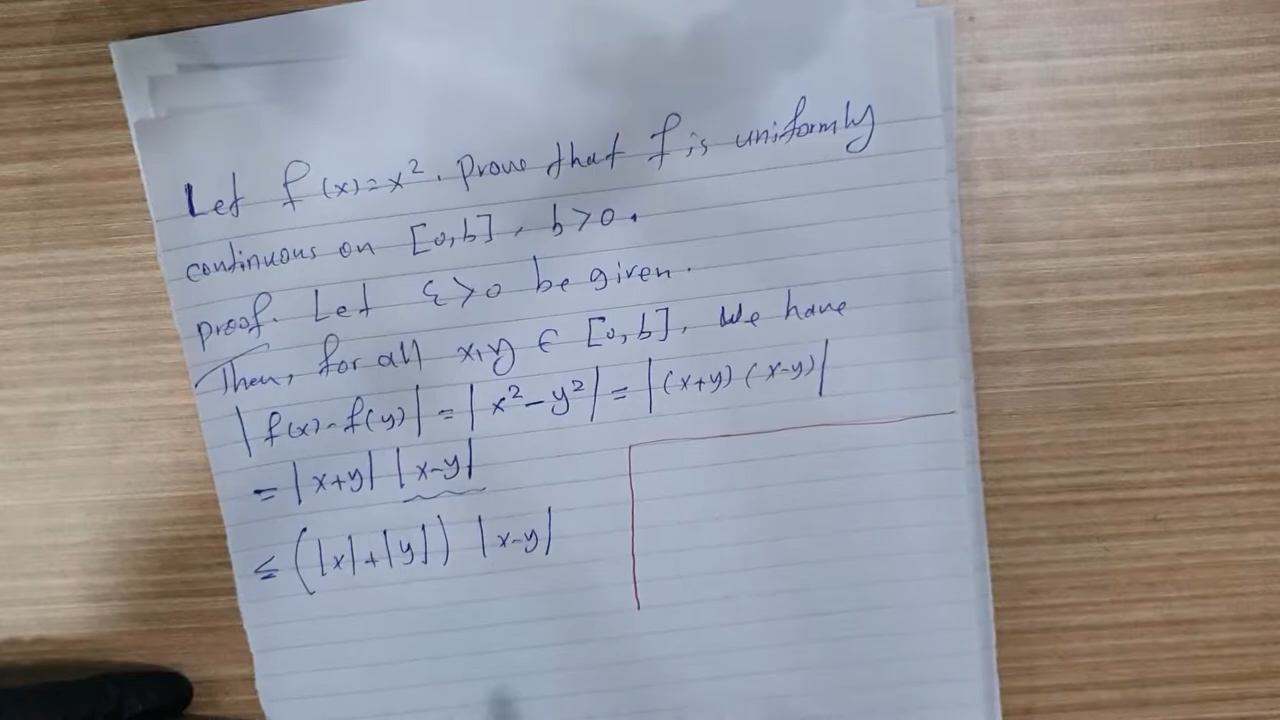 Let f(x)=x². Prove that f is uniformly
continuous on [0,b], b>0.
Proof. Let ε>0 be given.
Then, for all x,y ∈ [0,b], we have
|f(x)-f(y)| = |x²-y²| = |(x+y)(x-y)|
= |x+y| |x-y|
≤ (|x|+|y|) |x-y|